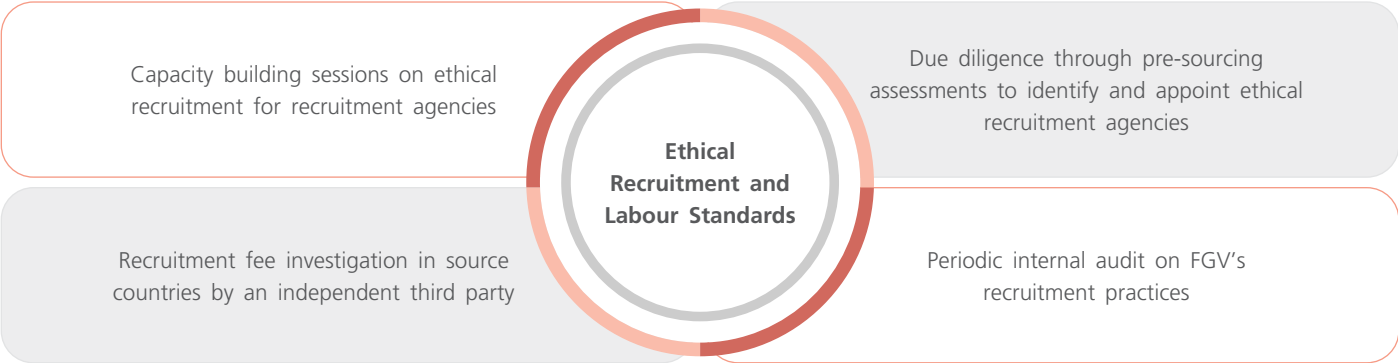 Capacity building sessions on ethical
recruitment for recruitment agencies
Due diligence through pre-sourcing
assessments to identify and appoint ethical
recruitment agencies
Ethical
Recruitment and
Labour Standards
Recruitment fee investigation in source
countries by an independent third party
Periodic internal audit on FGV’s
recruitment practices